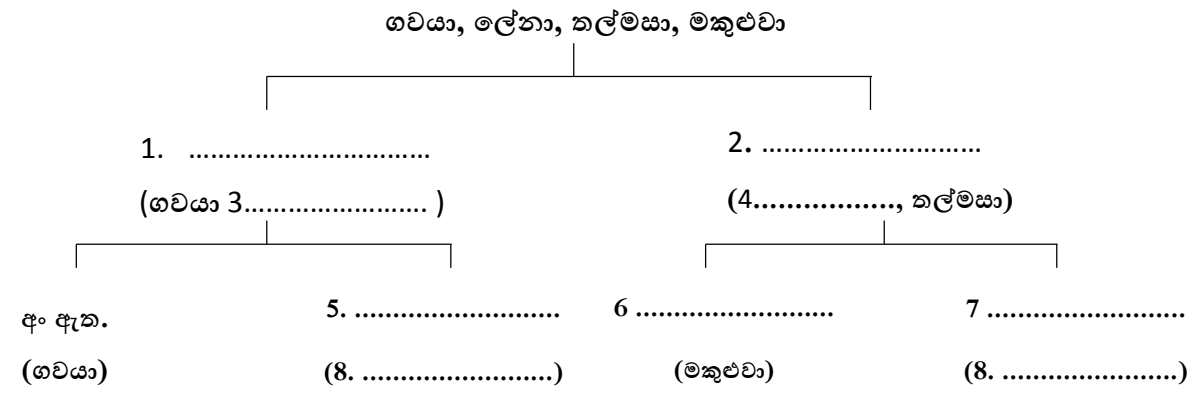 ගවයා, ලේනා, තල්මසා, මකුළුවා
1. ................................. 2. ..............................
(ගවයා 3......................... ) (4.................., තල්මසා)
අං ඇත. 5. ........................... 6 .......................... 7 ..........................
(ගවයා) (8. .........................) (මකුළුවා) (8. .......................)